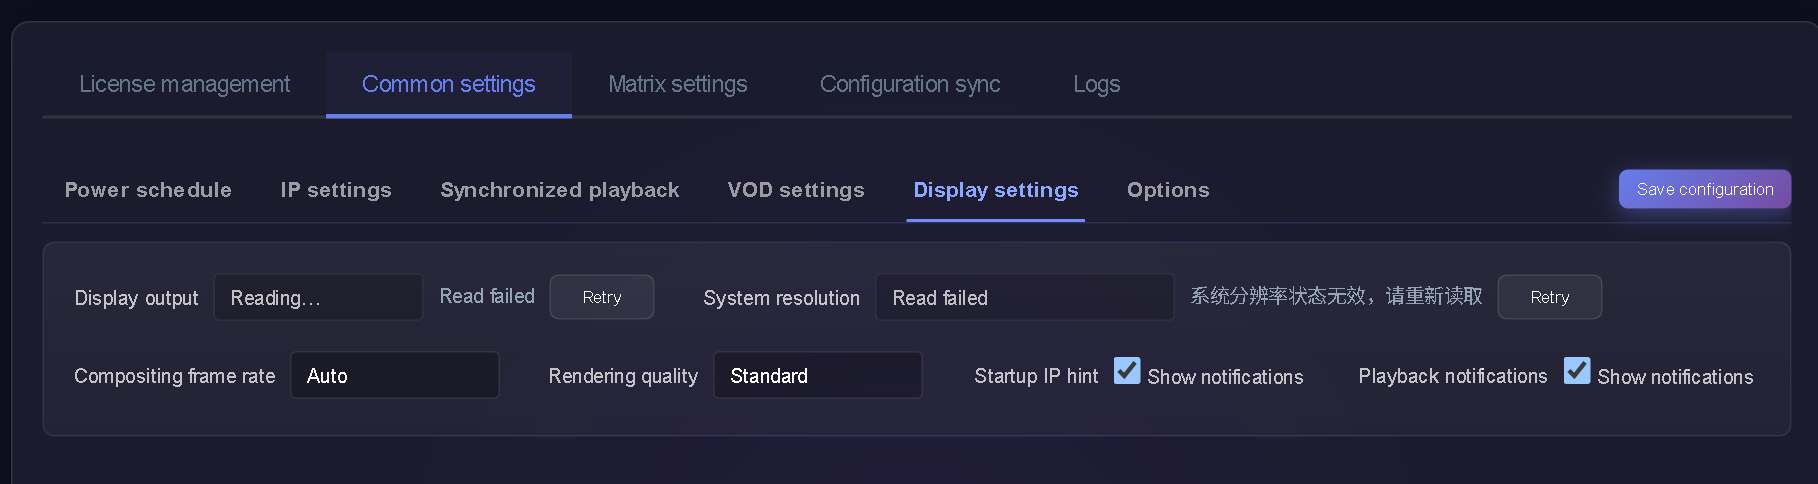 License management Common settings Matrix settings Configuration sync Logs
Power schedule IP settings Synchronized playback VOD settings Display settings Options Save configuration
Display output Reading... Read failed Retry System resolution Read failed 系统分辨率状态无效，请重新读取 Retry
Compositing frame rate Auto Rendering quality Standard Startup IP hint Show notifications Playback notifications Show notifications